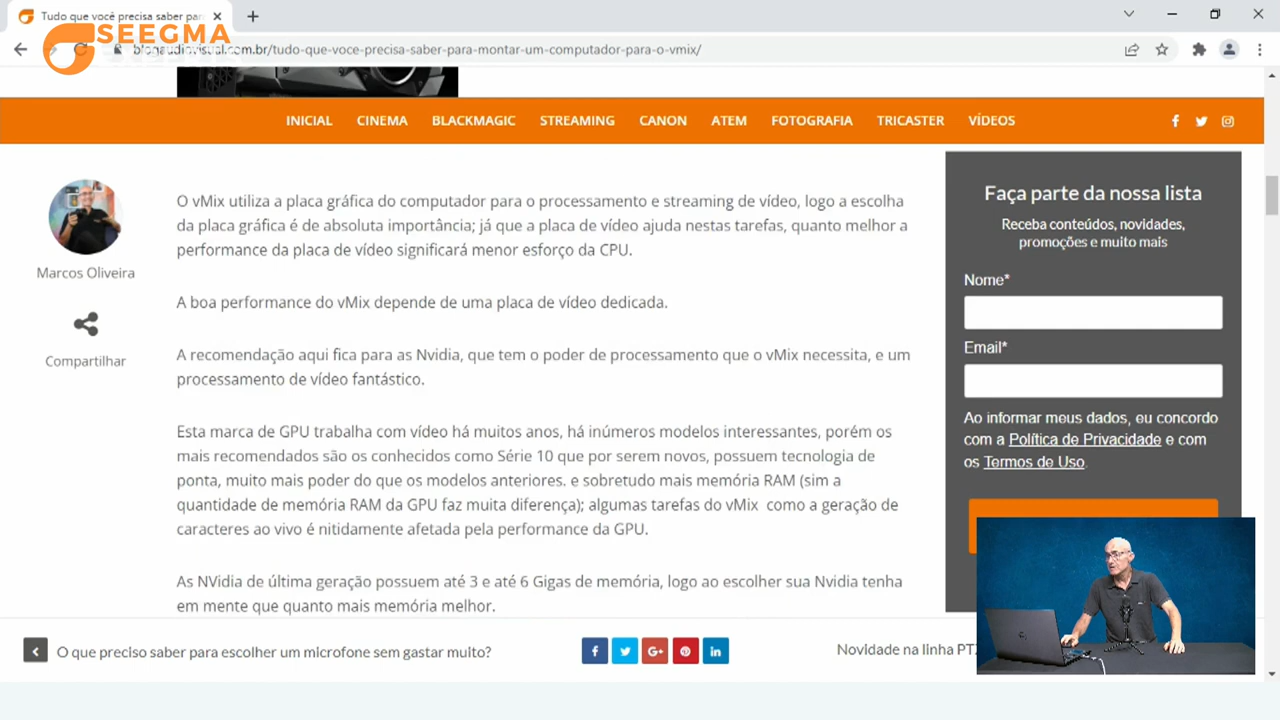 Tudo que você precisa saber par
SEEGMA
blogaudiovisual.com.br/tudo-que-voce-precisa-saber-para-montar-um-computador-para-o-vmix/
INICIAL CINEMA BLACKMAGIC STREAMING CANON ATEM FOTOGRAFIA TRICASTER VÍDEOS
Marcos Oliveira
Compartilhar
O vMix utiliza a placa gráfica do computador para o processamento e streaming de vídeo, logo a escolha
da placa gráfica é de absoluta importância; já que a placa de vídeo ajuda nestas tarefas, quanto melhor a
performance da placa de vídeo significará menor esforço da CPU.
A boa performance do vMix depende de uma placa de vídeo dedicada.
A recomendação aqui fica para as Nvidia, que tem o poder de processamento que o vMix necessita, e um
processamento de vídeo fantástico.
Esta marca de GPU trabalha com vídeo há muitos anos, há inúmeros modelos interessantes, porém os
mais recomendados são os conhecidos como Série 10 que por serem novos, possuem tecnologia de
ponta, muito mais poder do que os modelos anteriores. e sobretudo mais memória RAM (sim a
quantidade de memória RAM da GPU faz muita diferença); algumas tarefas do vMix como a geração de
caracteres ao vivo é nitidamente afetada pela performance da GPU.
As NVidia de última geração possuem até 3 e até 6 Gigas de memória, logo ao escolher sua Nvidia tenha
em mente que quanto mais memória melhor.
Faça parte da nossa lista
Receba conteúdos, novidades,
promoções e muito mais
Nome*
Email*
Ao informar meus dados, eu concordo
com a Política de Privacidade e com
os Termos de Uso.
O que preciso saber para escolher um microfone sem gastar muito?
Novidade na linha PTZ